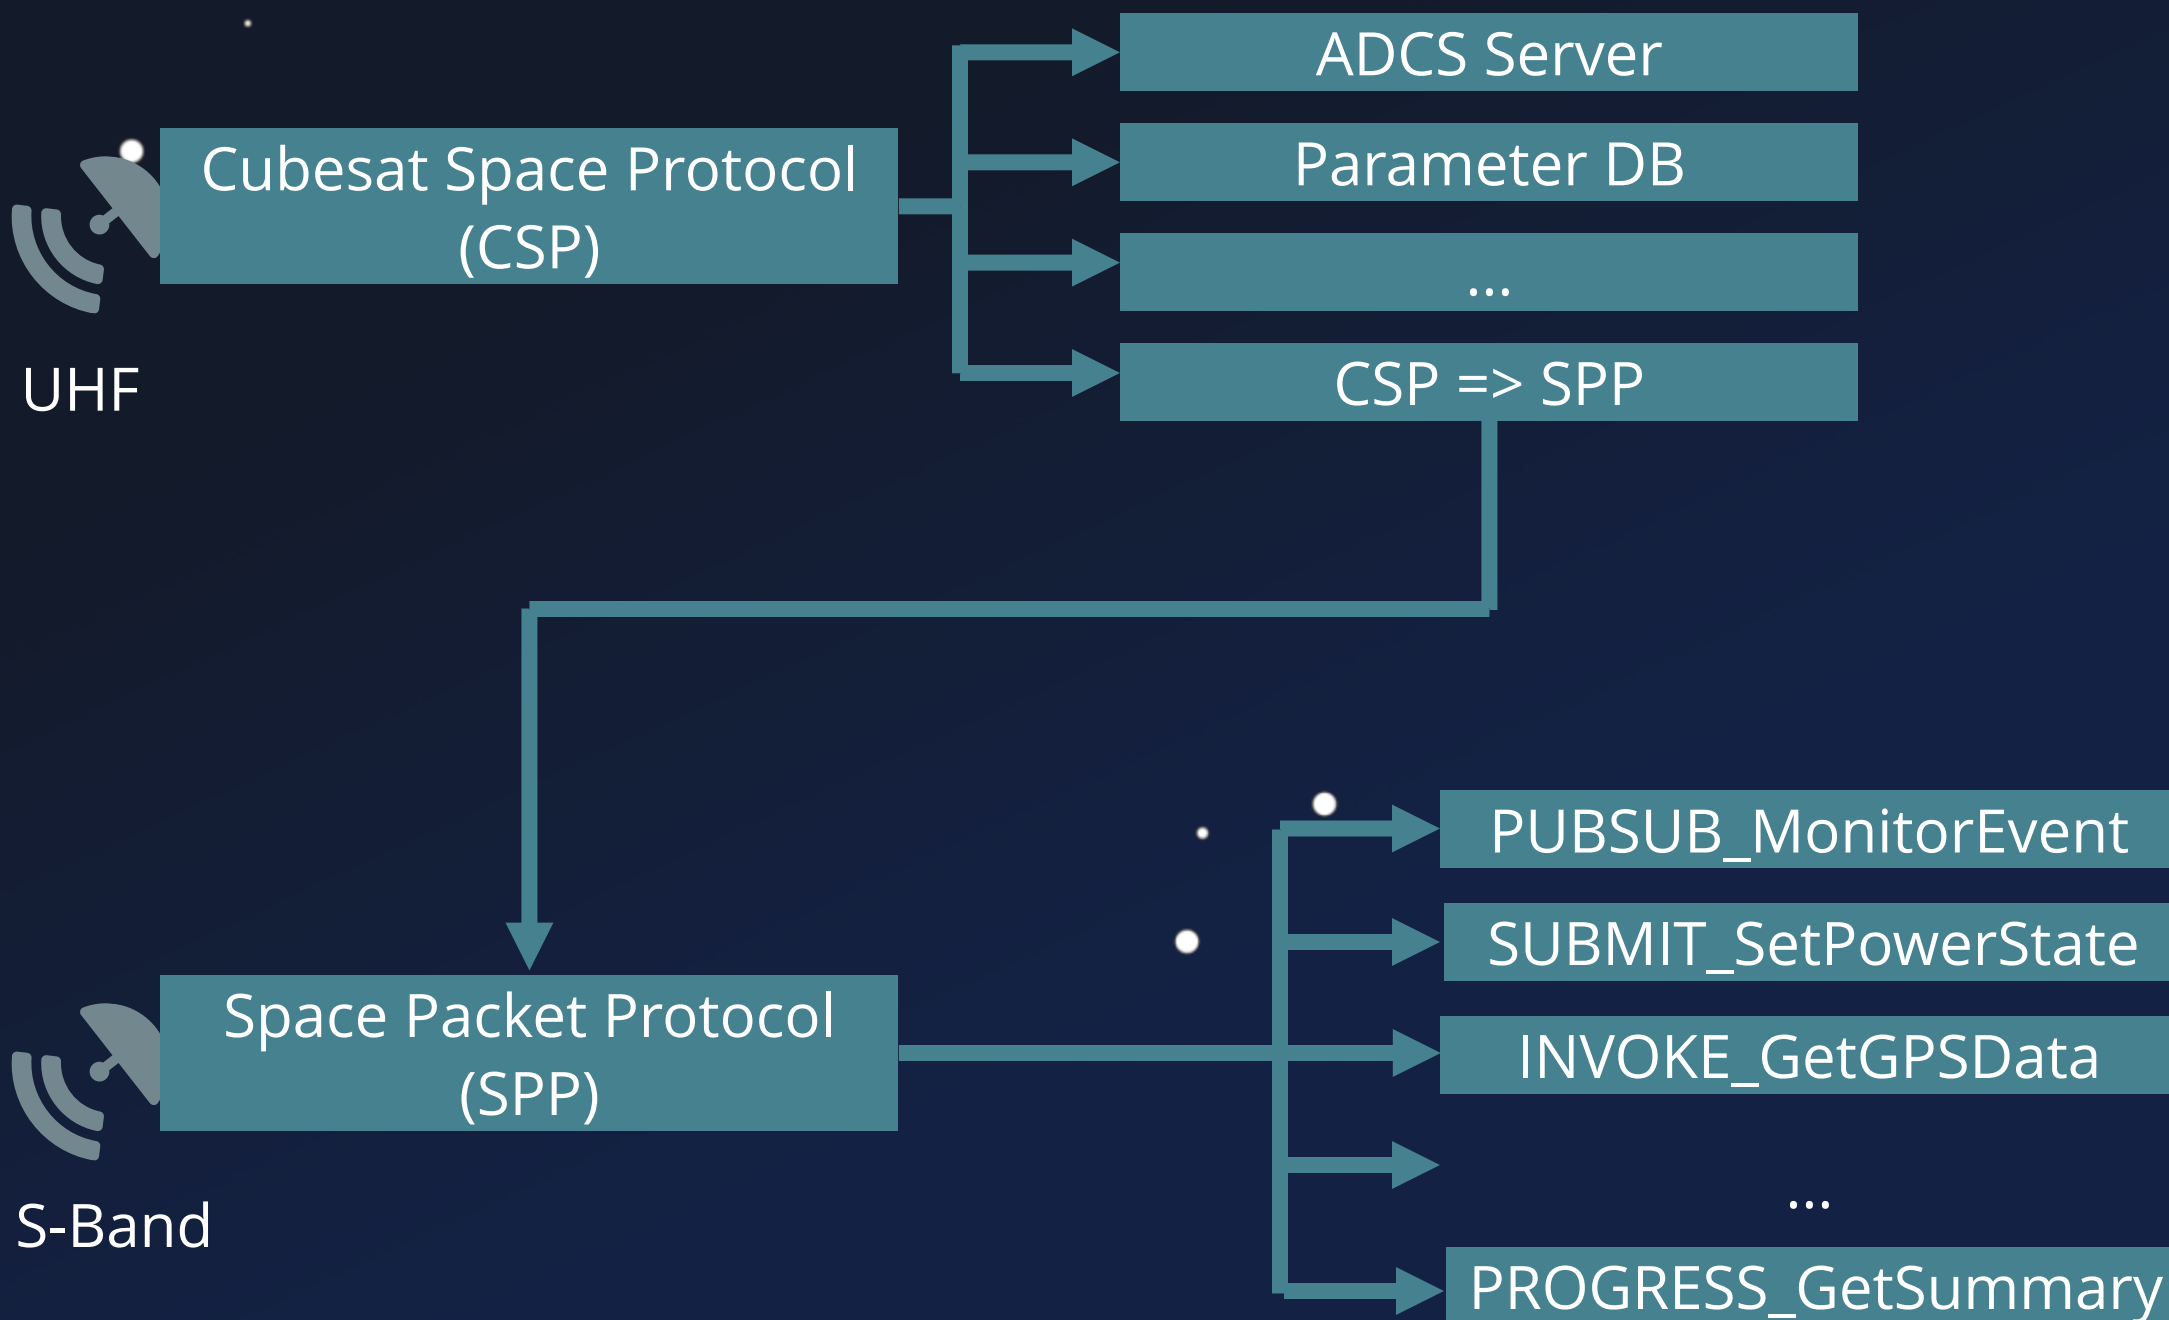 ADCS Server
Cubesat Space Protocol
(CSP)
Parameter DB
...
UHF
CSP => SPP
PUBSUB_MonitorEvent
SUBMIT_SetPowerState
Space Packet Protocol
(SPP)
INVOKE_GetGPSData
...
S-Band
PROGRESS_GetSummary